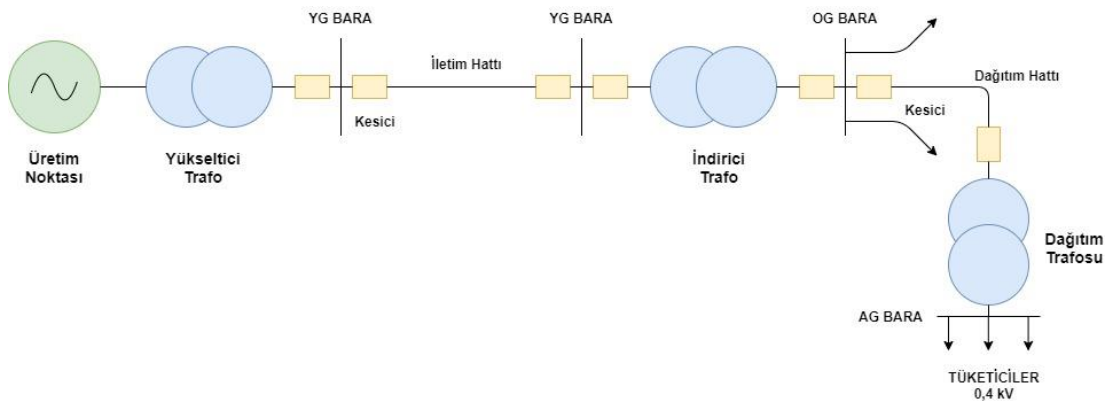 YG BARA
YG BARA
OG BARA
İletim Hattı
Dağıtım Hattı
Kesici
Kesici
Üretim
Noktası
Yükseltici
Trafo
İndirici
Trafo
Dağıtım
Trafosu
AG BARA
TÜKETİCİLER
0,4 kV